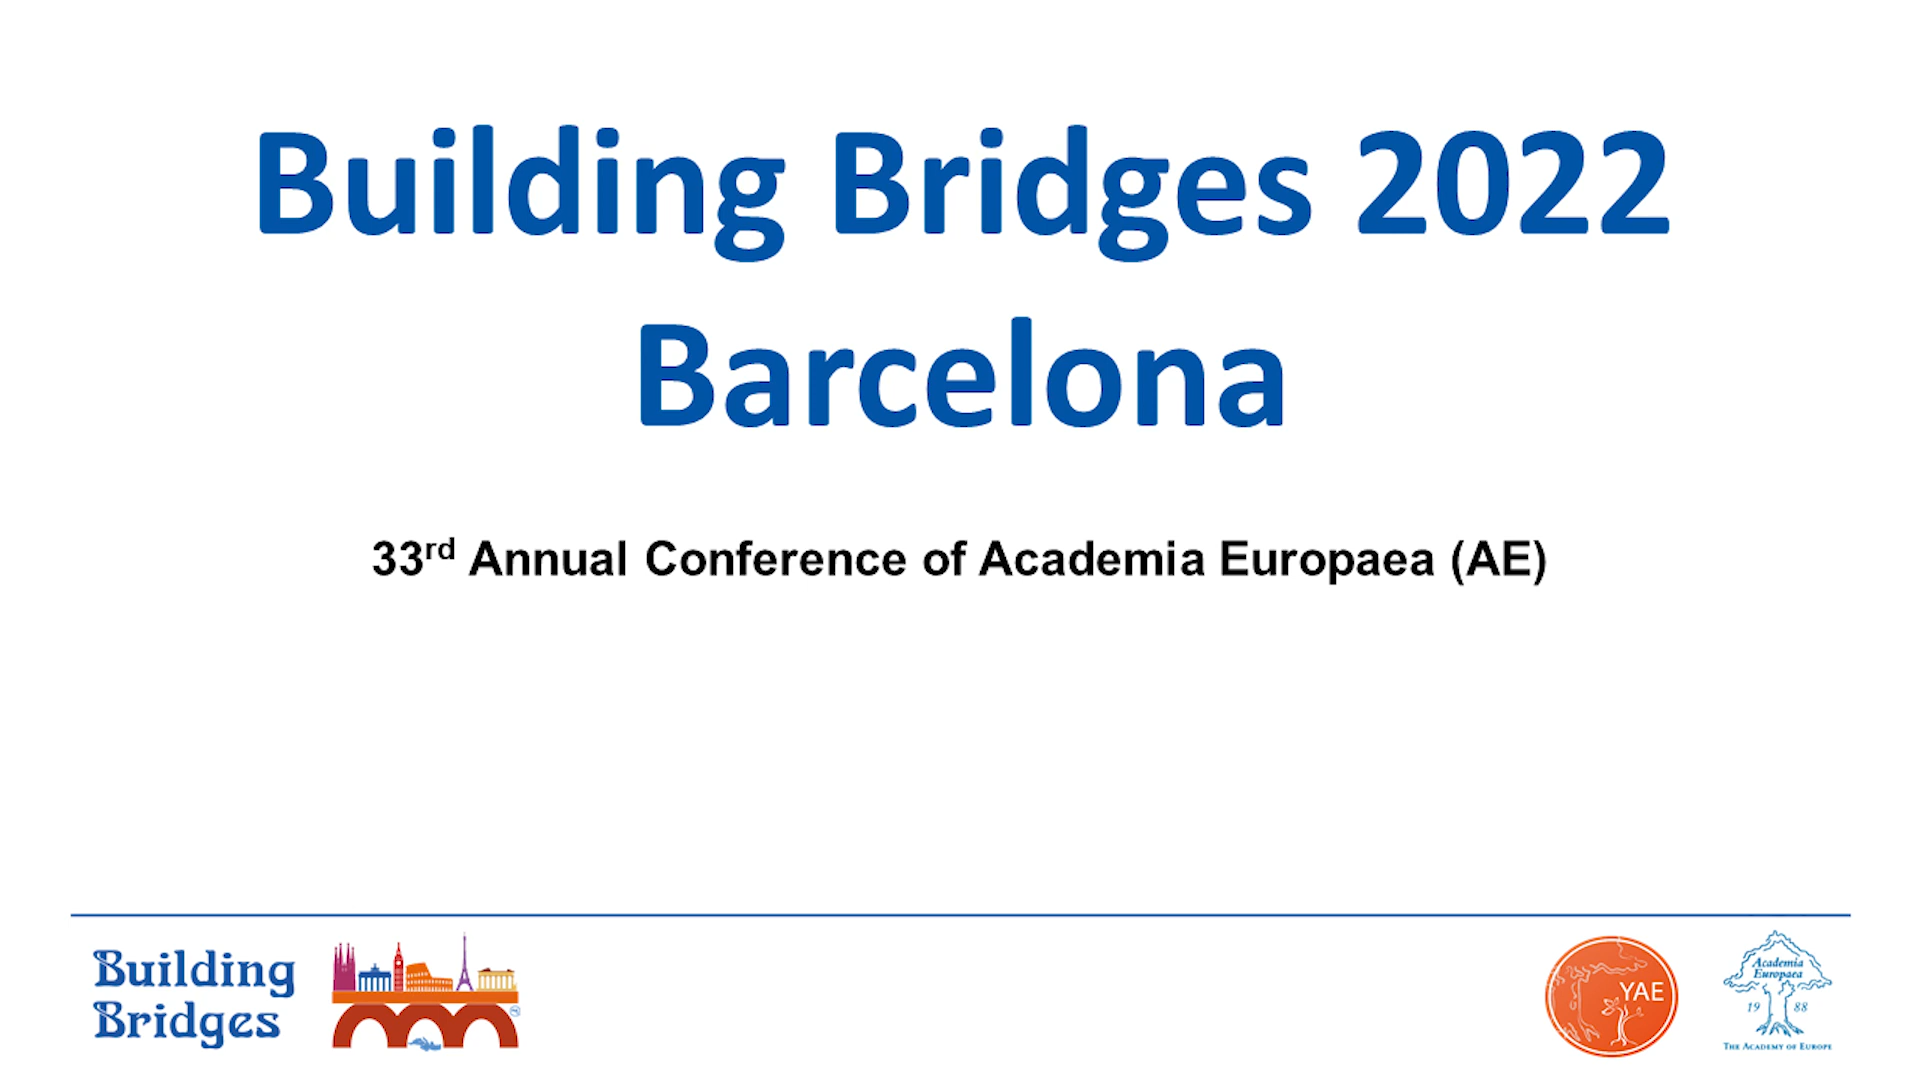 Building Bridges 2022
Barcelona
33rd Annual Conference of Academia Europaea (AE)
Building
Bridges
YAE
Academia
Europaea
19 88
THE ACADEMY OF EUROPE